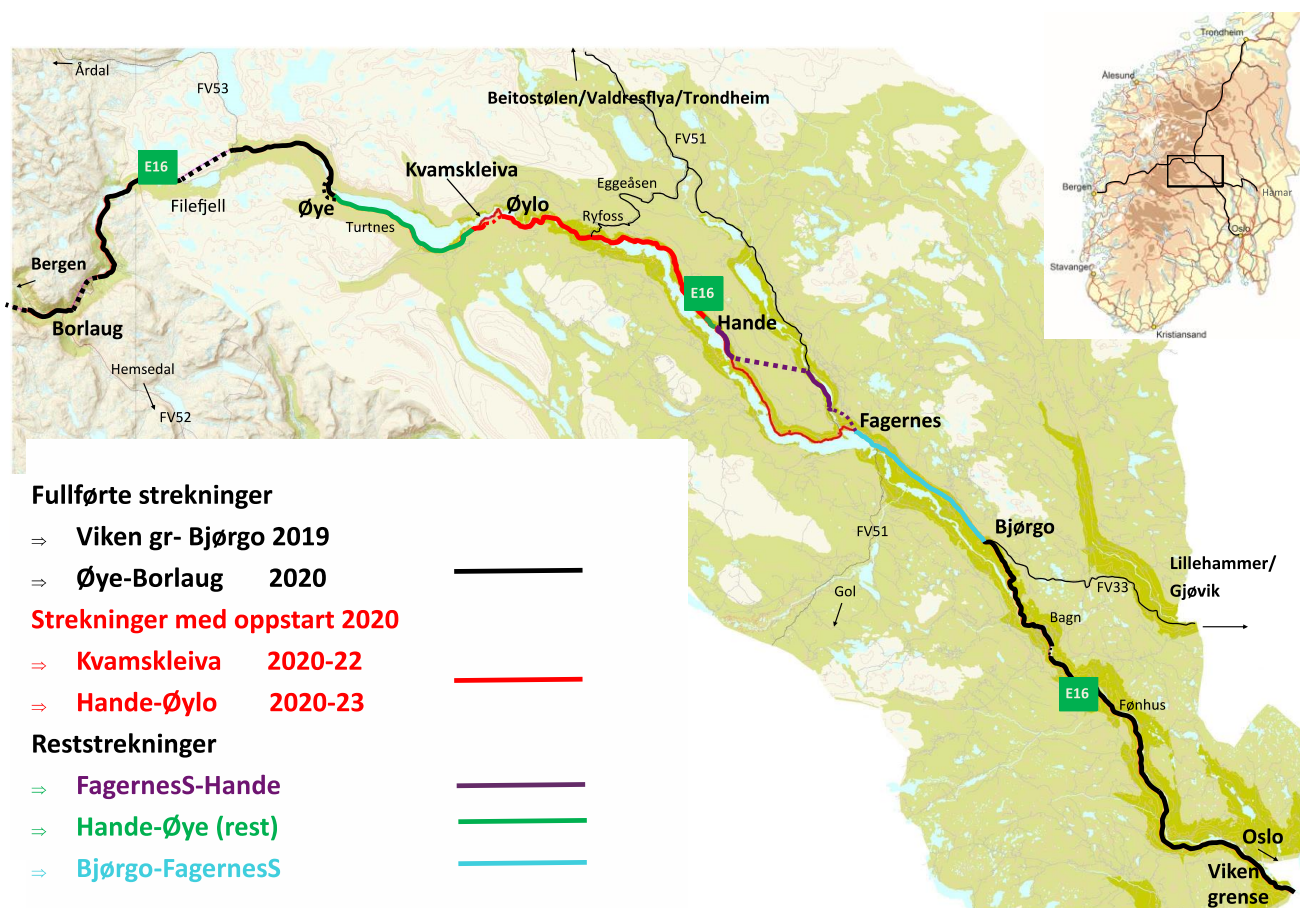 Trondheim
Ålesund
Bergen
Hamar
Oslo
Stavanger
Kristiansand
Årdal
FV53
Beitostølen/Valdresflya/Trondheim
FV51
E16
Kvamskleiva
Eggeåsen
Filefjell
Øye
Øylo
Ryfoss
Turtnes
Bergen
E16
Hande
Borlaug
Hemsedal
FV52
Fagernes
FV51
Bjørgo
Lillehammer/
Gjøvik
FV33
Gol
Bagn
E16
Fønhus
Oslo
Viken
grense
Fullførte strekninger
⇒ Viken gr- Bjørgo 2019
⇒ Øye-Borlaug 2020
Strekninger med oppstart 2020
⇒ Kvamskleiva 2020-22
⇒ Hande-Øylo 2020-23
Reststrekninger
⇒ FagernesS-Hande
⇒ Hande-Øye (rest)
⇒ Bjørgo-FagernesS